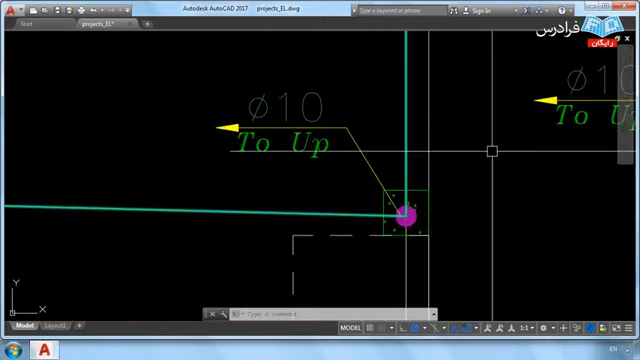 Autodesk AutoCAD 2017 projects_EL.dwg
Type a keyword or phrase
Sign In
فرادرس
رایگان
Start
projects_EL*
ø10
To Up
ø10
To Up
Y
X
Type a command
Model
Layout1
MODEL
1:1
EN